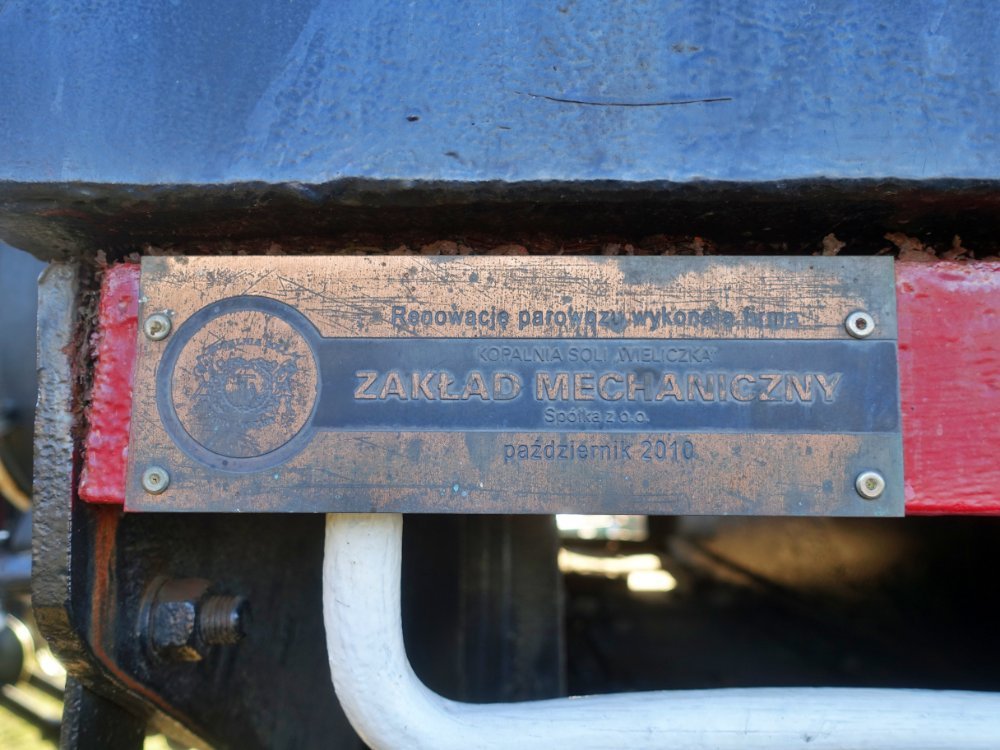 Renowację parowozu wykonała firma
KOPALNIA SOLI „WIELICZKA”
ZAKŁAD MECHANICZNY
Spółka z o.o.
październik 2010